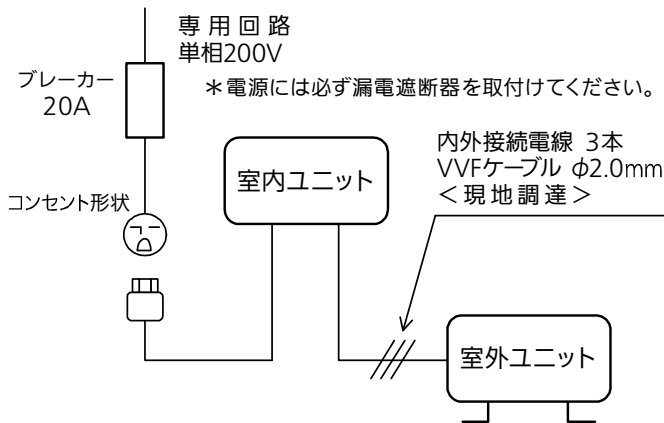 専用回路
単相200V
＊電源には必ず漏電遮断器を取付けてください。
ブレーカー
20A
内外接続電線 3本
VVFケーブル φ2.0mm
＜現地調達＞
室内ユニット
コンセント形状
室外ユニット